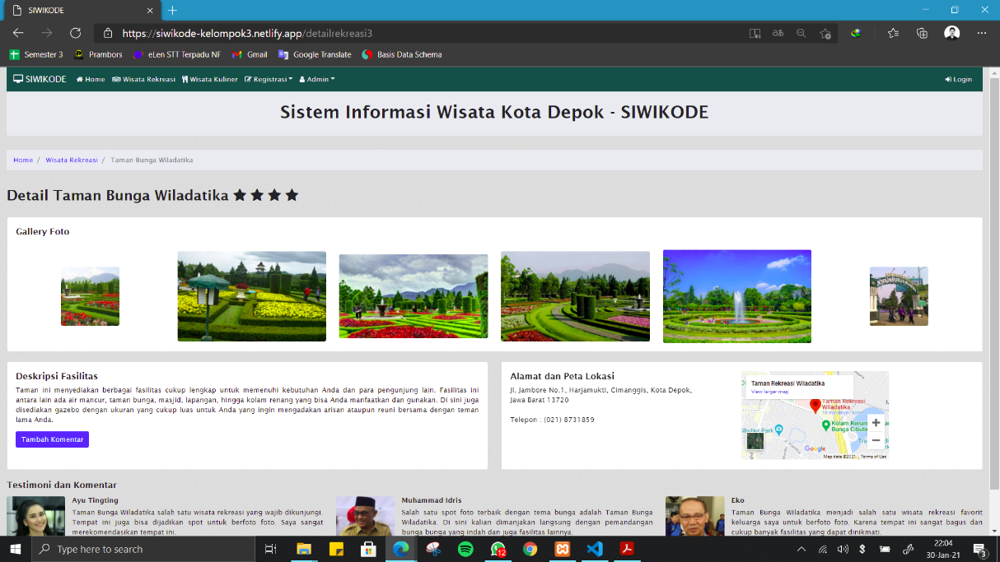 SIWIKODE
https://siwikode-kelompok3.netlify.app/detailrekreasi3
Semester 3 Prambors eLen STT Terpadu NF Gmail Google Translate Basis Data Schema
SIWIKODE Home Wisata Rekreasi Wisata Kuliner Registrasi Admin Login
Sistem Informasi Wisata Kota Depok - SIWIKODE
Home / Wisata Rekreasi / Taman Bunga Wiladatika
Detail Taman Bunga Wiladatika
Gallery Foto
Deskripsi Fasilitas
Taman ini menyediakan berbagai fasilitas cukup lengkap untuk memenuhi kebutuhan Anda dan para pengunjung lain. Fasilitas ini
antara lain ada air mancur, taman bunga, masjid, lapangan, hingga kolam renang yang bisa Anda manfaatkan dan gunakan. Di sini juga
disediakan gazebo dengan ukuran yang cukup luas untuk Anda yang ingin mengadakan arisan ataupun reuni bersama dengan teman
lama Anda.
Tambah Komentar
Alamat dan Peta Lokasi
Jl. Jambore No.1, Harjamukti, Cimanggis, Kota Depok,
Jawa Barat 13720
Telepon : (021) 8731859
Taman Rekreasi Wiladatika
View larger map
Taman Rekreasi
Wiladatika
Kolam Renan
Bunga Cibub
Cibubur Park
Google
Map data ©2021 Terms of Use
Testimoni dan Komentar
Ayu Tingting
Taman Bunga Wiladatika salah satu wisata rekreasi yang wajib dikunjungi.
Tempat ini juga bisa dijadikan spot untuk berfoto foto. Saya sangat
merekomendasikan tempat ini.
Muhammad Idris
Salah satu spot foto terbaik dengan tema bunga adalah Taman Bunga
Wiladatika. Di sini kalian dimanjakan langsung dengan pemandangan
bunga bunga yang indah dan juga fasilitas lainnya.
Eko
Taman Bunga Wiladatika menjadi salah satu wisata rekreasi favorit
keluarga saya untuk berfoto foto. Karena tempat ini sangat bagus dan
cukup banyak fasilitas yang dapat dinikmati.
Type here to search
12
22:04
30-Jan-21
3